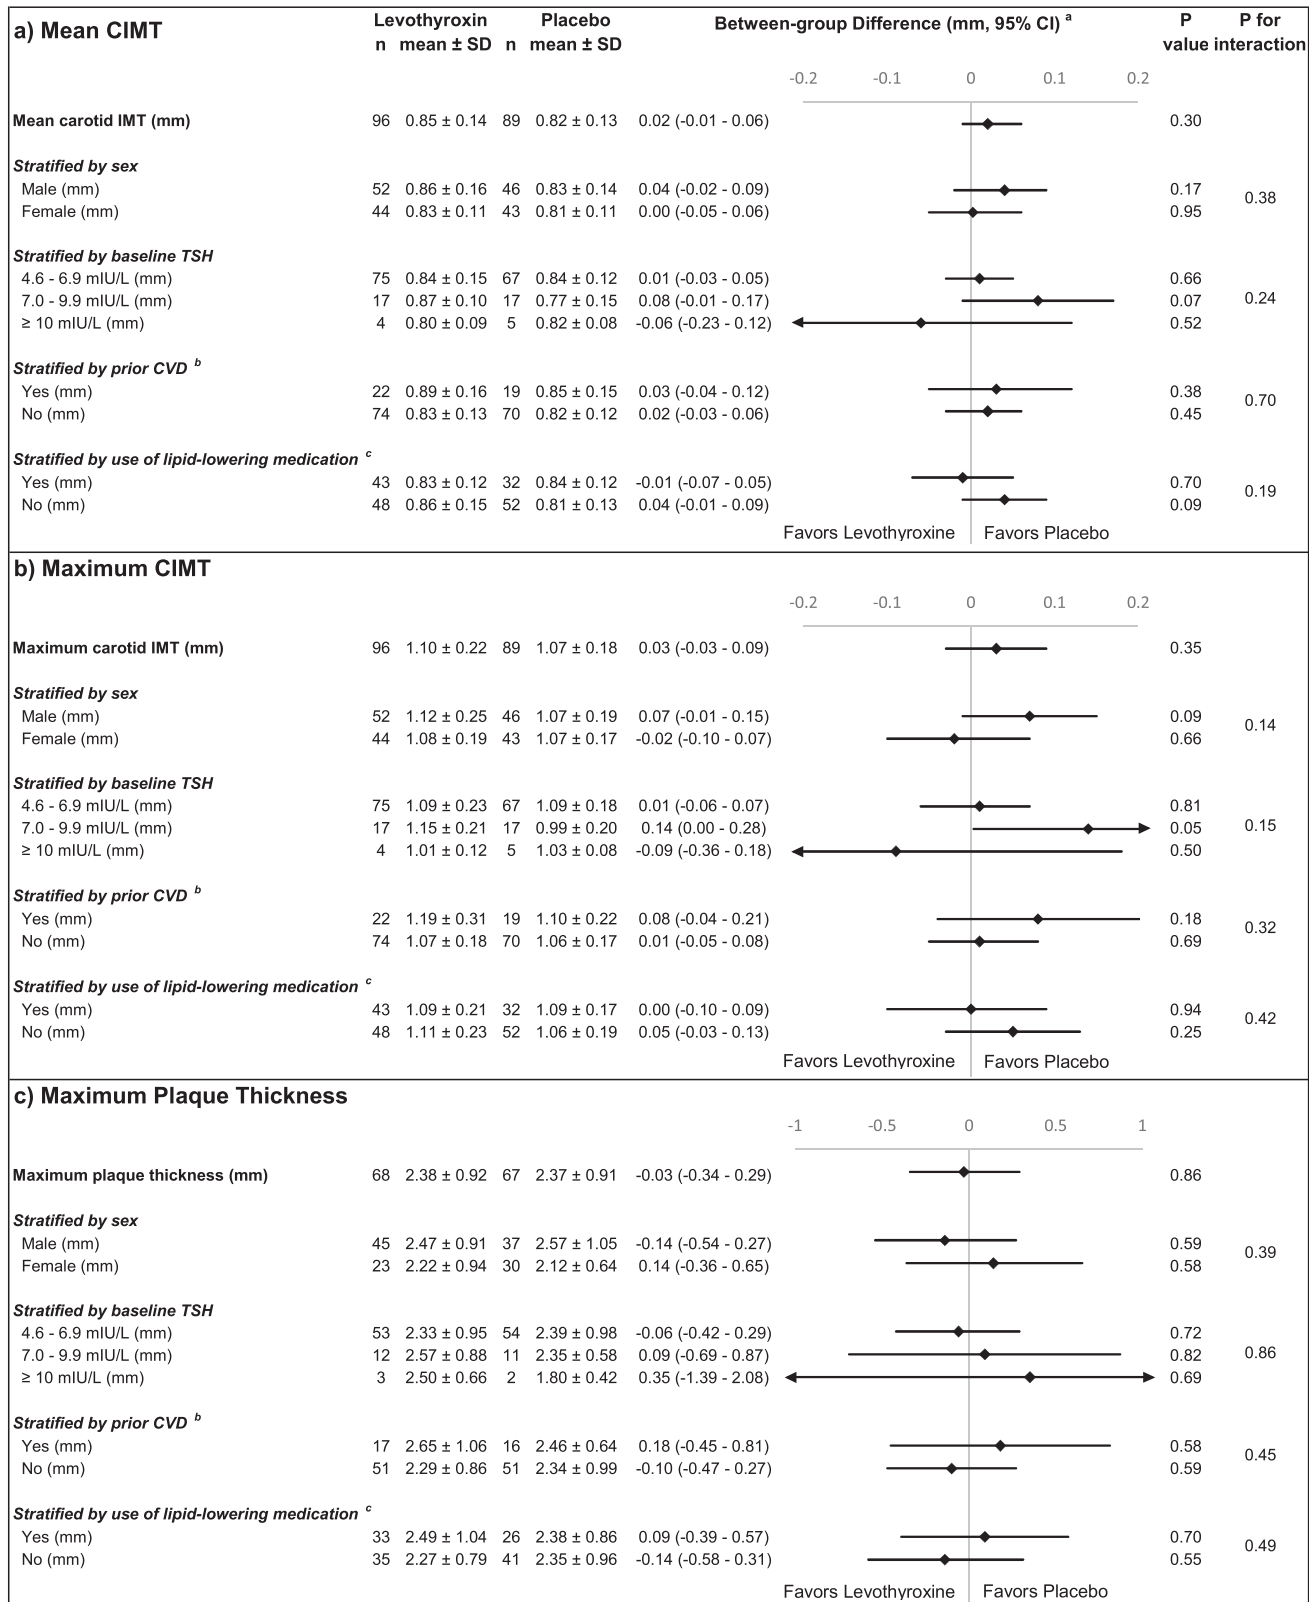 a) Mean CIMT
Levothyroxin Placebo Between-group Difference (mm, 95% CI) a P P for
n mean ± SD n mean ± SD value interaction
-0.2 -0.1 0 0.1 0.2
Mean carotid IMT (mm) 96 0.85 ± 0.14 89 0.82 ± 0.13 0.02 (-0.01 - 0.06) 0.30
Stratified by sex
Male (mm) 52 0.86 ± 0.16 46 0.83 ± 0.14 0.04 (-0.02 - 0.09) 0.17
0.38
Female (mm) 44 0.83 ± 0.11 43 0.81 ± 0.11 0.00 (-0.05 - 0.06) 0.95
Stratified by baseline TSH
4.6 - 6.9 mIU/L (mm) 75 0.84 ± 0.15 67 0.84 ± 0.12 0.01 (-0.03 - 0.05) 0.66
7.0 - 9.9 mIU/L (mm) 17 0.87 ± 0.10 17 0.77 ± 0.15 0.08 (-0.01 - 0.17) 0.07 0.24
≥ 10 mIU/L (mm) 4 0.80 ± 0.09 5 0.82 ± 0.08 -0.06 (-0.23 - 0.12) 0.52
Stratified by prior CVD b
Yes (mm) 22 0.89 ± 0.16 19 0.85 ± 0.15 0.03 (-0.04 - 0.12) 0.38
0.70
No (mm) 74 0.83 ± 0.13 70 0.82 ± 0.12 0.02 (-0.03 - 0.06) 0.45
Stratified by use of lipid-lowering medication c
Yes (mm) 43 0.83 ± 0.12 32 0.84 ± 0.12 -0.01 (-0.07 - 0.05) 0.70
0.19
No (mm) 48 0.86 ± 0.15 52 0.81 ± 0.13 0.04 (-0.01 - 0.09) 0.09
Favors Levothyroxine Favors Placebo
b) Maximum CIMT
-0.2 -0.1 0 0.1 0.2
Maximum carotid IMT (mm) 96 1.10 ± 0.22 89 1.07 ± 0.18 0.03 (-0.03 - 0.09) 0.35
Stratified by sex
Male (mm) 52 1.12 ± 0.25 46 1.07 ± 0.19 0.07 (-0.01 - 0.15) 0.09
0.14
Female (mm) 44 1.08 ± 0.19 43 1.07 ± 0.17 -0.02 (-0.10 - 0.07) 0.66
Stratified by baseline TSH
4.6 - 6.9 mIU/L (mm) 75 1.09 ± 0.23 67 1.09 ± 0.18 0.01 (-0.06 - 0.07) 0.81
7.0 - 9.9 mIU/L (mm) 17 1.15 ± 0.21 17 0.99 ± 0.20 0.14 (0.00 - 0.28) 0.05 0.15
≥ 10 mIU/L (mm) 4 1.01 ± 0.12 5 1.03 ± 0.08 -0.09 (-0.36 - 0.18) 0.50
Stratified by prior CVD b
Yes (mm) 22 1.19 ± 0.31 19 1.10 ± 0.22 0.08 (-0.04 - 0.21) 0.18
0.32
No (mm) 74 1.07 ± 0.18 70 1.06 ± 0.17 0.01 (-0.05 - 0.08) 0.69
Stratified by use of lipid-lowering medication c
Yes (mm) 43 1.09 ± 0.21 32 1.09 ± 0.17 0.00 (-0.10 - 0.09) 0.94
0.42
No (mm) 48 1.11 ± 0.23 52 1.06 ± 0.19 0.05 (-0.03 - 0.13) 0.25
Favors Levothyroxine Favors Placebo
c) Maximum Plaque Thickness
-1 -0.5 0 0.5 1
Maximum plaque thickness (mm) 68 2.38 ± 0.92 67 2.37 ± 0.91 -0.03 (-0.34 - 0.29) 0.86
Stratified by sex
Male (mm) 45 2.47 ± 0.91 37 2.57 ± 1.05 -0.14 (-0.54 - 0.27) 0.59
0.39
Female (mm) 23 2.22 ± 0.94 30 2.12 ± 0.64 0.14 (-0.36 - 0.65) 0.58
Stratified by baseline TSH
4.6 - 6.9 mIU/L (mm) 53 2.33 ± 0.95 54 2.39 ± 0.98 -0.06 (-0.42 - 0.29) 0.72
7.0 - 9.9 mIU/L (mm) 12 2.57 ± 0.88 11 2.35 ± 0.58 0.09 (-0.69 - 0.87) 0.82 0.86
≥ 10 mIU/L (mm) 3 2.50 ± 0.66 2 1.80 ± 0.42 0.35 (-1.39 - 2.08) 0.69
Stratified by prior CVD b
Yes (mm) 17 2.65 ± 1.06 16 2.46 ± 0.64 0.18 (-0.45 - 0.81) 0.58
0.45
No (mm) 51 2.29 ± 0.86 51 2.34 ± 0.99 -0.10 (-0.47 - 0.27) 0.59
Stratified by use of lipid-lowering medication c
Yes (mm) 33 2.49 ± 1.04 26 2.38 ± 0.86 0.09 (-0.39 - 0.57) 0.70
0.49
No (mm) 35 2.27 ± 0.79 41 2.35 ± 0.96 -0.14 (-0.58 - 0.31) 0.55
Favors Levothyroxine Favors Placebo